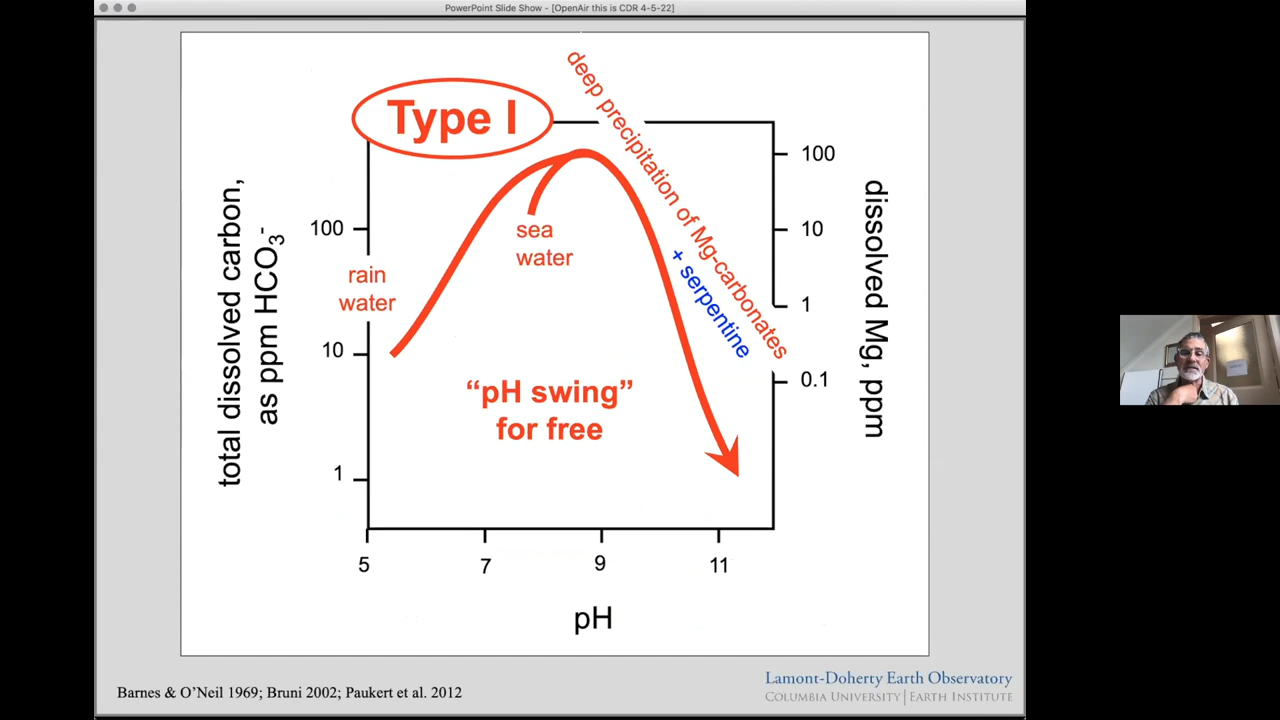 PowerPoint Slide Show - [OpenAir this is CDR 4-5-22]
Type I
deep precipitation of Mg-carbonates
+ serpentine
total dissolved carbon,
as ppm HCO3-
100
10
1
rain
water
sea
water
"pH swing"
for free
100
10
1
0.1
dissolved Mg, ppm
5
7
9
11
pH
Barnes & O'Neil 1969; Bruni 2002; Paukert et al. 2012
Lamont-Doherty Earth Observatory
COLUMBIA UNIVERSITY | EARTH INSTITUTE